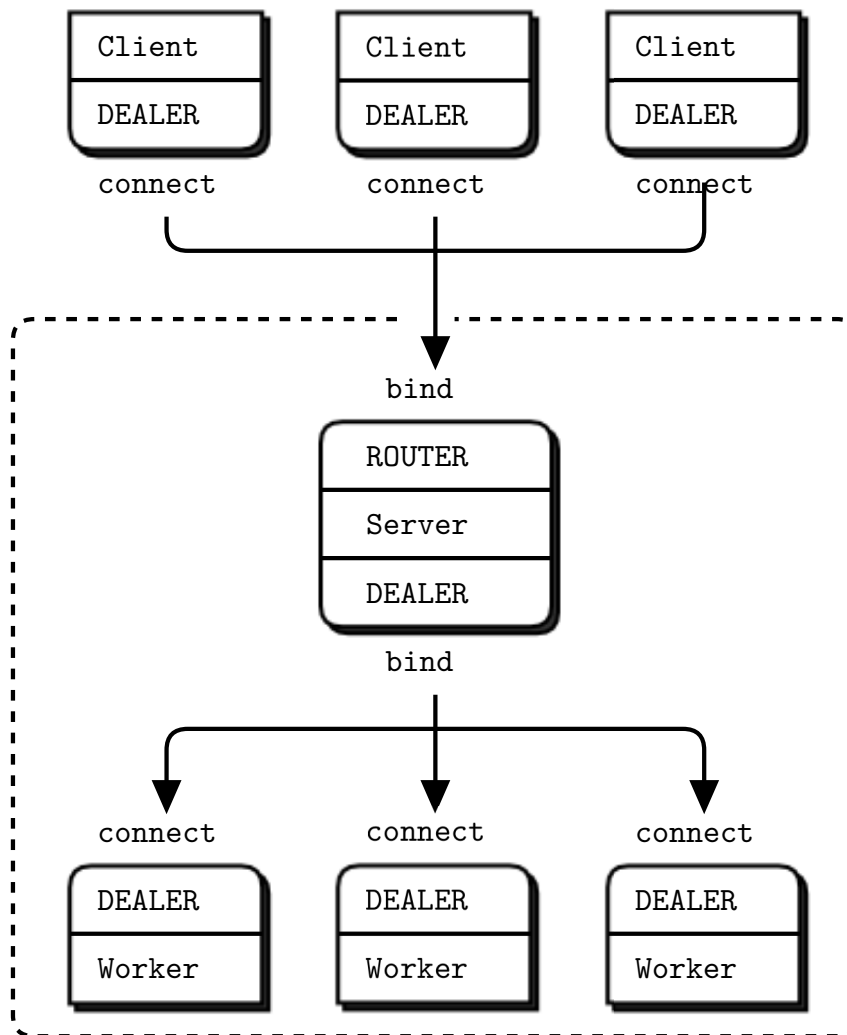 Client Client Client
DEALER DEALER DEALER
connect connect connect
bind
ROUTER
Server
DEALER
bind
connect connect connect
DEALER DEALER DEALER
Worker Worker Worker